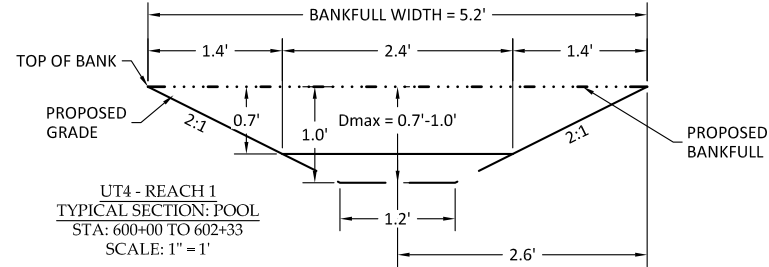 BANKFULL WIDTH = 5.2'
1.4'
2.4'
1.4'
TOP OF BANK
PROPOSED
GRADE
2:1
0.7'
1.0'
Dmax = 0.7'-1.0'
2:1
PROPOSED
BANKFULL
UT4 - REACH 1
TYPICAL SECTION: POOL
STA: 600+00 TO 602+33
SCALE: 1" = 1'
1.2'
2.6'